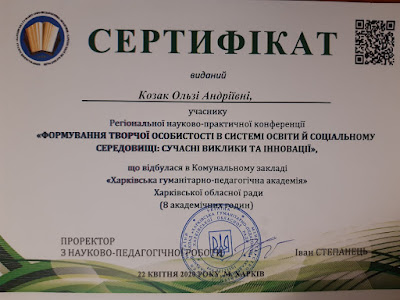 СЕРТИФІКАТ
виданий
Козак Ользі Андріївні,
учаснику
Регіональної науково-практичної конференції
«ФОРМУВАННЯ ТВОРЧОЇ ОСОБИСТОСТІ В СИСТЕМІ ОСВІТИ Й СОЦІАЛЬНОМУ
СЕРЕДОВИЩІ: СУЧАСНІ ВИКЛИКИ ТА ІННОВАЦІЇ»,
що відбулася в Комунальному закладі
«Харківська гуманітарно-педагогічна академія»
Харківської обласної ради
(8 академічних годин)
ПРОРЕКТОР
З НАУКОВО-ПЕДАГОГІЧНОЇ РОБОТИ
Іван СТЕПАНЕЦЬ
22 КВІТНЯ РОКУ, М. ХАРКІВ